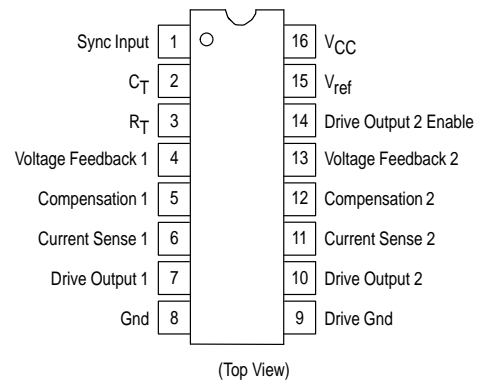 Sync Input 1 16 VCC
CT 2 15 Vref
RT 3 14 Drive Output 2 Enable
Voltage Feedback 1 4 13 Voltage Feedback 2
Compensation 1 5 12 Compensation 2
Current Sense 1 6 11 Current Sense 2
Drive Output 1 7 10 Drive Output 2
Gnd 8 9 Drive Gnd
(Top View)